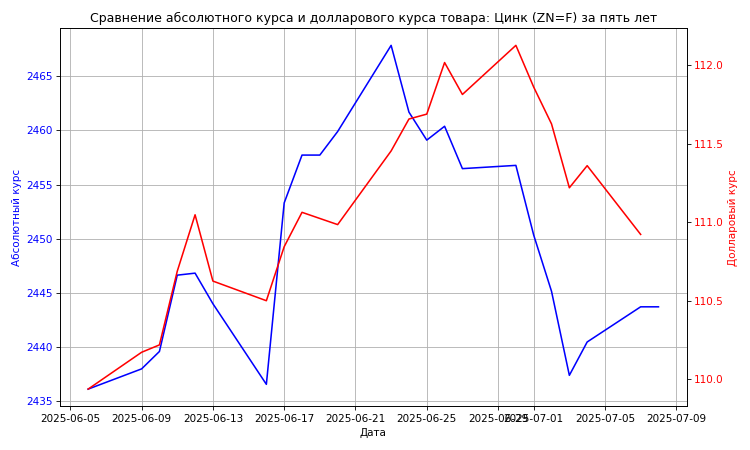 Сравнение абсолютного курса и долларового курса товара: Цинк (ZN=F) за пять лет
Абсолютный курс
2465
2460
2455
2450
2445
2440
2435
112.0
111.5
111.0
110.5
110.0
Долларовый курс
2025-06-05 2025-06-09 2025-06-13 2025-06-17 2025-06-21 2025-06-25 2025-06-29 2025-07-01 2025-07-05 2025-07-09
Дата